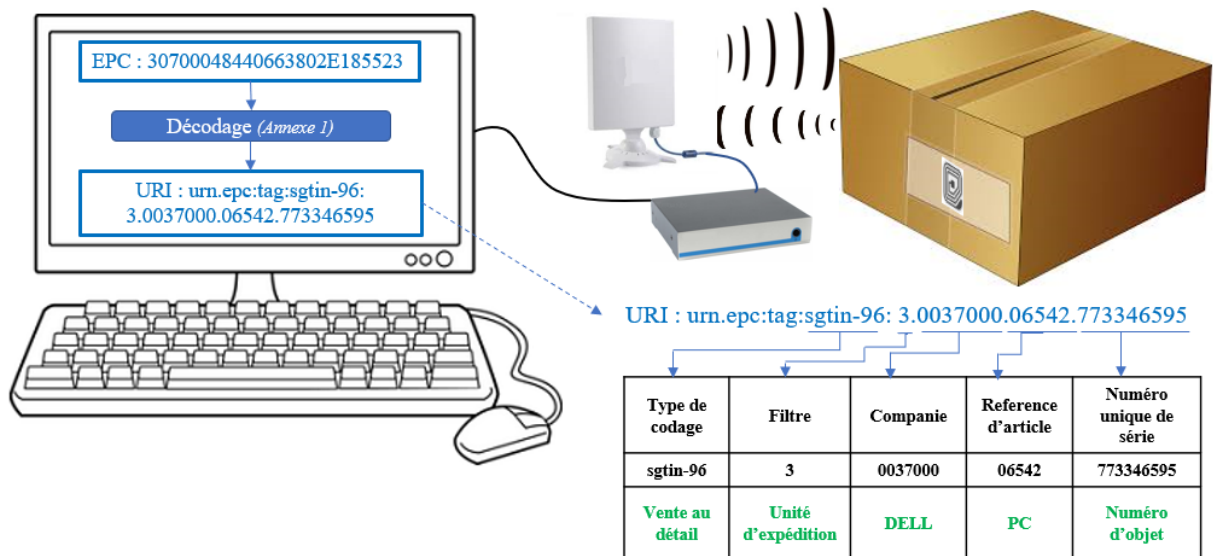 EPC : 30700048440663802E185523
Décodage (Annexe 1)
URI : urn.epc:tag:sgtin-96:
3.0037000.06542.773346595
URI : urn.epc:tag:sgtin-96: 3.0037000.06542.773346595
Type de
codage
Filtre
Companie
Reference
d'article
Numéro
unique de
série
sgtin-96
3
0037000
06542
773346595
Vente au
détail
Unité
d'expédition
DELL
PC
Numéro
d'objet